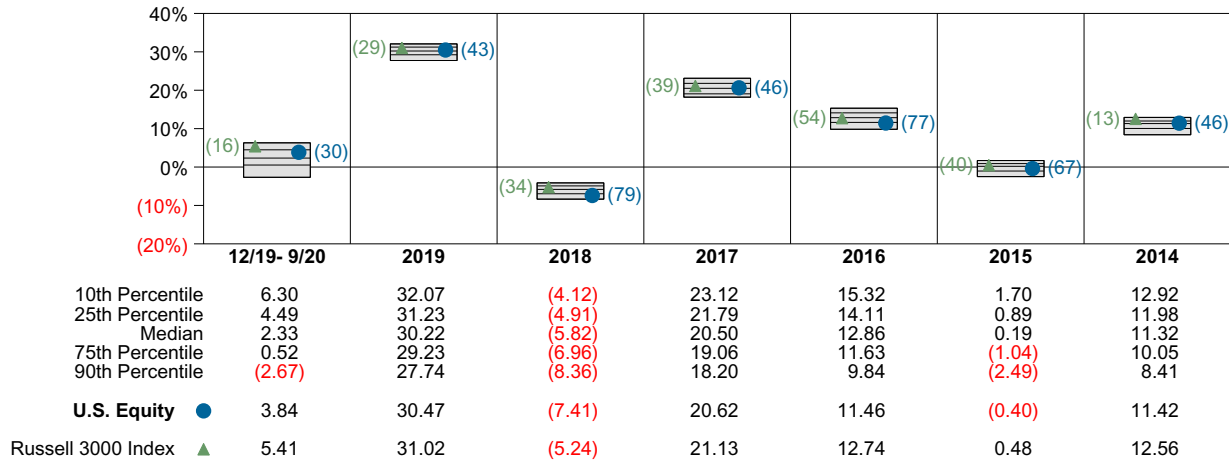 40%
30%
20%
10%
0%
(10%)
(20%)
(16) (30)
(29) (43)
(34) (79)
(39) (46)
(54) (77)
(40) (67)
(13) (46)
12/19- 9/20 2019 2018 2017 2016 2015 2014
10th Percentile 6.30 32.07 (4.12) 23.12 15.32 1.70 12.92
25th Percentile 4.49 31.23 (4.91) 21.79 14.11 0.89 11.98
Median 2.33 30.22 (5.82) 20.50 12.86 0.19 11.32
75th Percentile 0.52 29.23 (6.96) 19.06 11.63 (1.04) 10.05
90th Percentile (2.67) 27.74 (8.36) 18.20 9.84 (2.49) 8.41
U.S. Equity 3.84 30.47 (7.41) 20.62 11.46 (0.40) 11.42
Russell 3000 Index 5.41 31.02 (5.24) 21.13 12.74 0.48 12.56